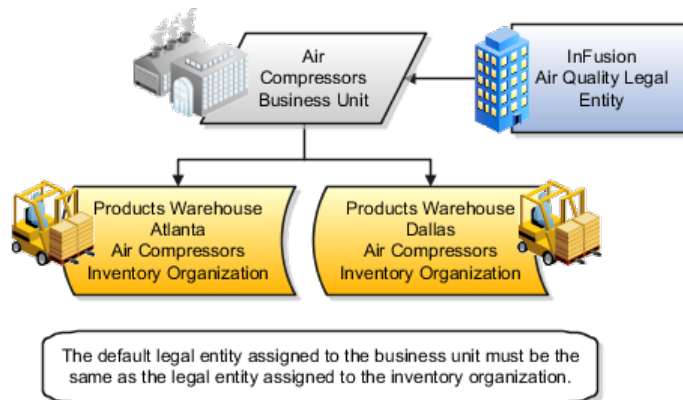 Air
Compressors
Business Unit
InFusion
Air Quality Legal
Entity
Products Warehouse
Atlanta
Air Compressors
Inventory Organization
Products Warehouse
Dallas
Air Compressors
Inventory Organization
The default legal entity assigned to the business unit must be the
same as the legal entity assigned to the inventory organization.